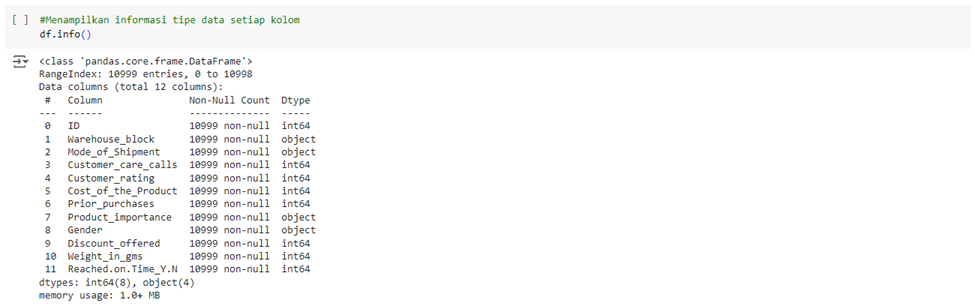 [ ] #Menampilkan informasi tipe data setiap kolom
df.info()
<class 'pandas.core.frame.DataFrame'>
RangeIndex: 10999 entries, 0 to 10998
Data columns (total 12 columns):
 #   Column               Non-Null Count  Dtype
---  ------               --------------  -----
 0   ID                   10999 non-null  int64
 1   Warehouse_block      10999 non-null  object
 2   Mode_of_Shipment     10999 non-null  object
 3   Customer_care_calls  10999 non-null  int64
 4   Customer_rating      10999 non-null  int64
 5   Cost_of_the_Product  10999 non-null  int64
 6   Prior_purchases      10999 non-null  int64
 7   Product_importance   10999 non-null  object
 8   Gender               10999 non-null  object
 9   Discount_offered     10999 non-null  int64
 10  Weight_in_gms        10999 non-null  int64
 11  Reached.on.Time_Y.N  10999 non-null  int64
dtypes: int64(8), object(4)
memory usage: 1.0+ MB